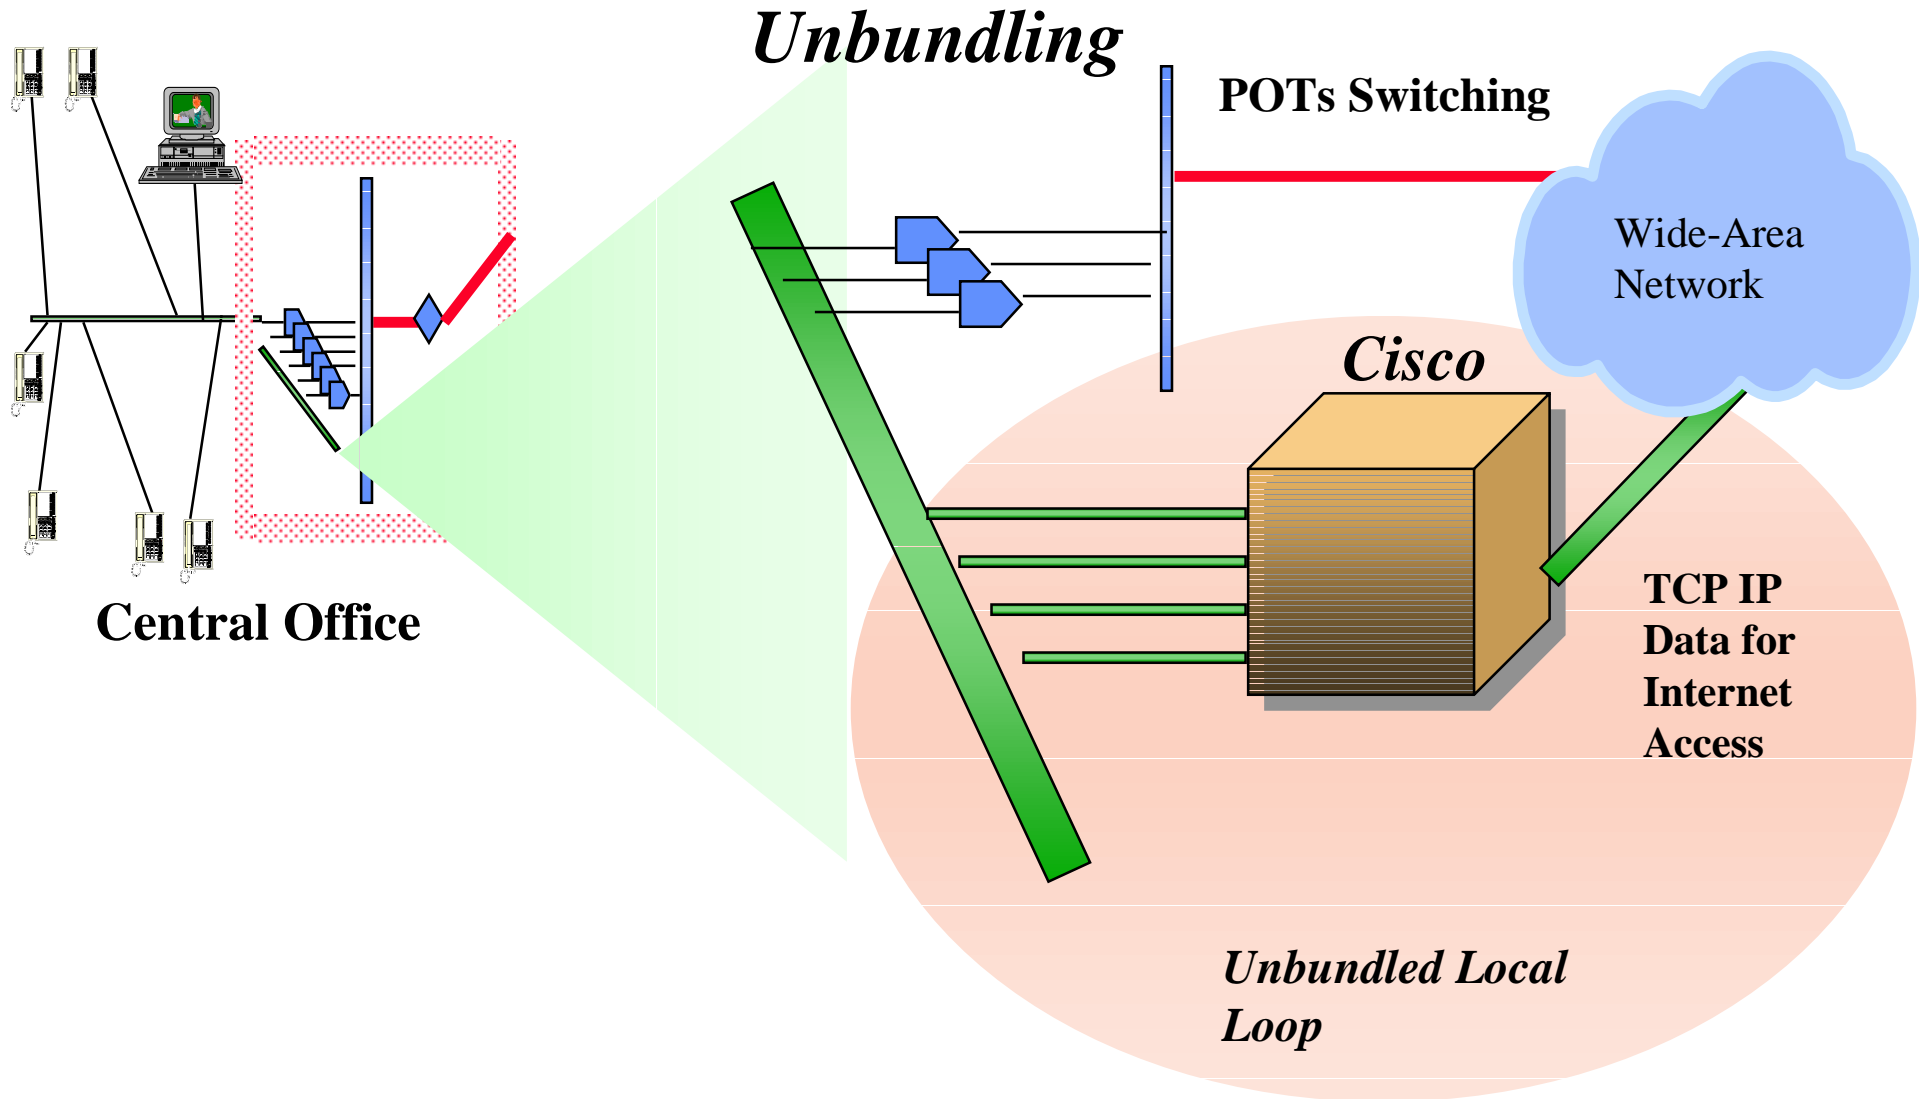 Unbundling
POTs Switching
Wide-Area
Network
Cisco
TCP IP
Data for
Internet
Access
Central Office
Unbundled Local
Loop